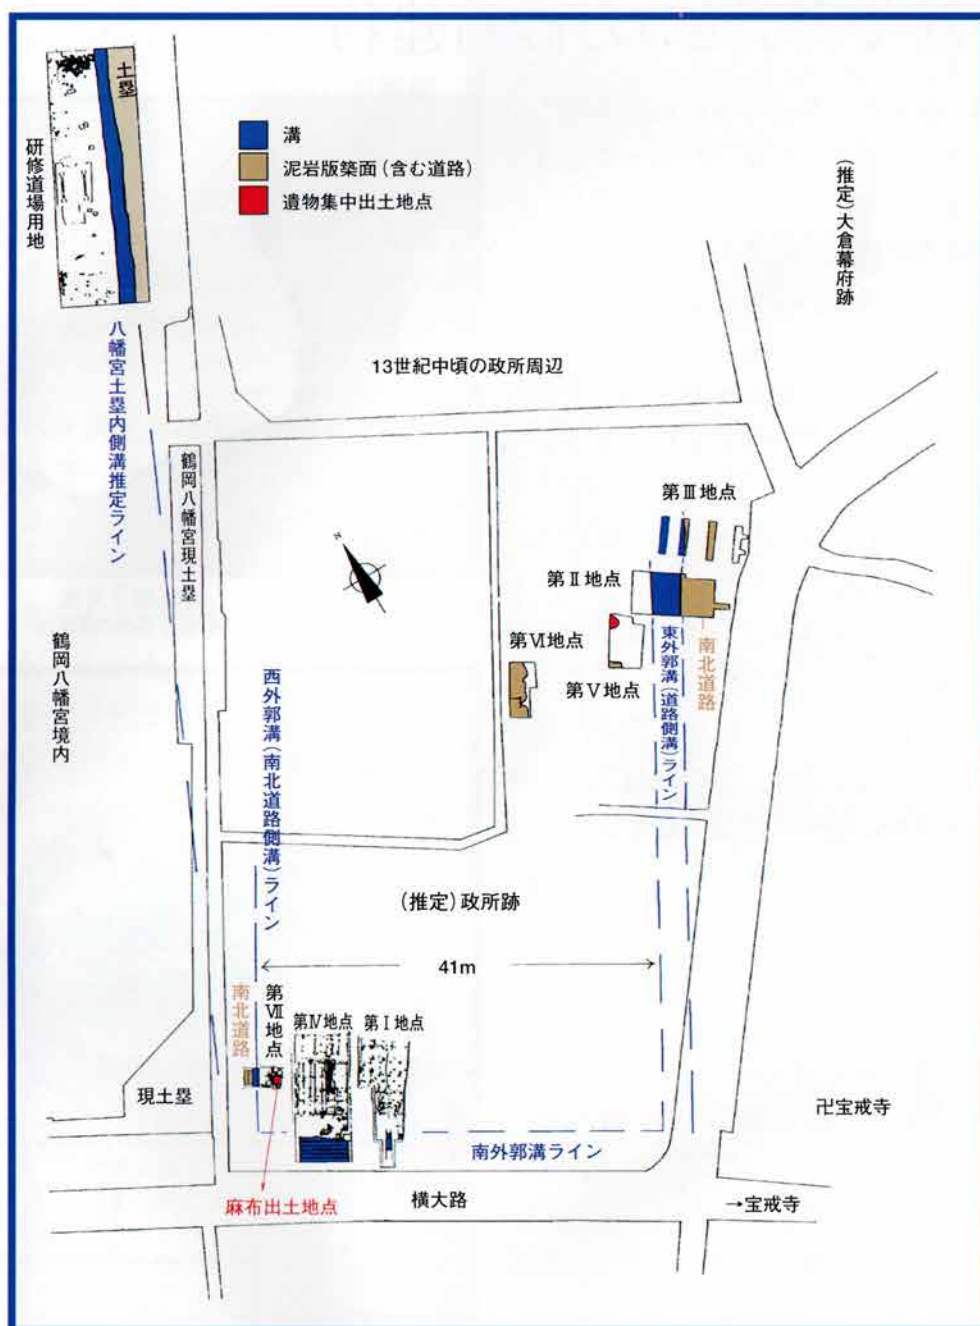 土塁
研修道場用地
溝
泥岩版築面(含む道路)
遺物集中出土地点
(推定)大倉幕府跡
八幡宮土塁内側溝推定ライン
13世紀中頃の政所周辺
鶴岡八幡宮現土塁
鶴岡八幡宮境内
N
第Ⅲ地点
第Ⅱ地点
第Ⅵ地点
第Ⅴ地点
南北道路
東外郭溝(道路側溝)ライン
西外郭溝(南北道路側溝)ライン
(推定)政所跡
41m
南北道路
第Ⅶ地点
第Ⅳ地点
第Ⅰ地点
現土塁
卍宝戒寺
南外郭溝ライン
麻布出土地点
横大路
→宝戒寺